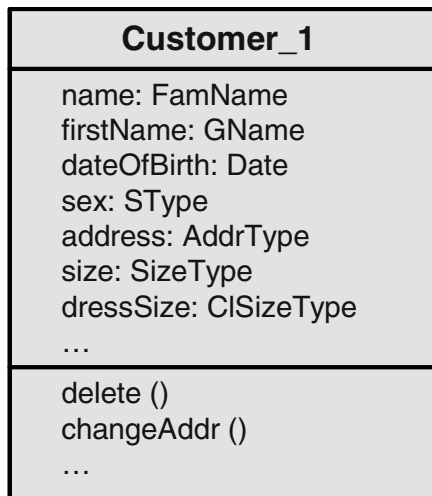 Customer_1
name: FamName
firstName: GName
dateOfBirth: Date
sex: SType
address: AddrType
size: SizeType
dressSize: ClSizeType
…
delete ()
changeAddr ()
…